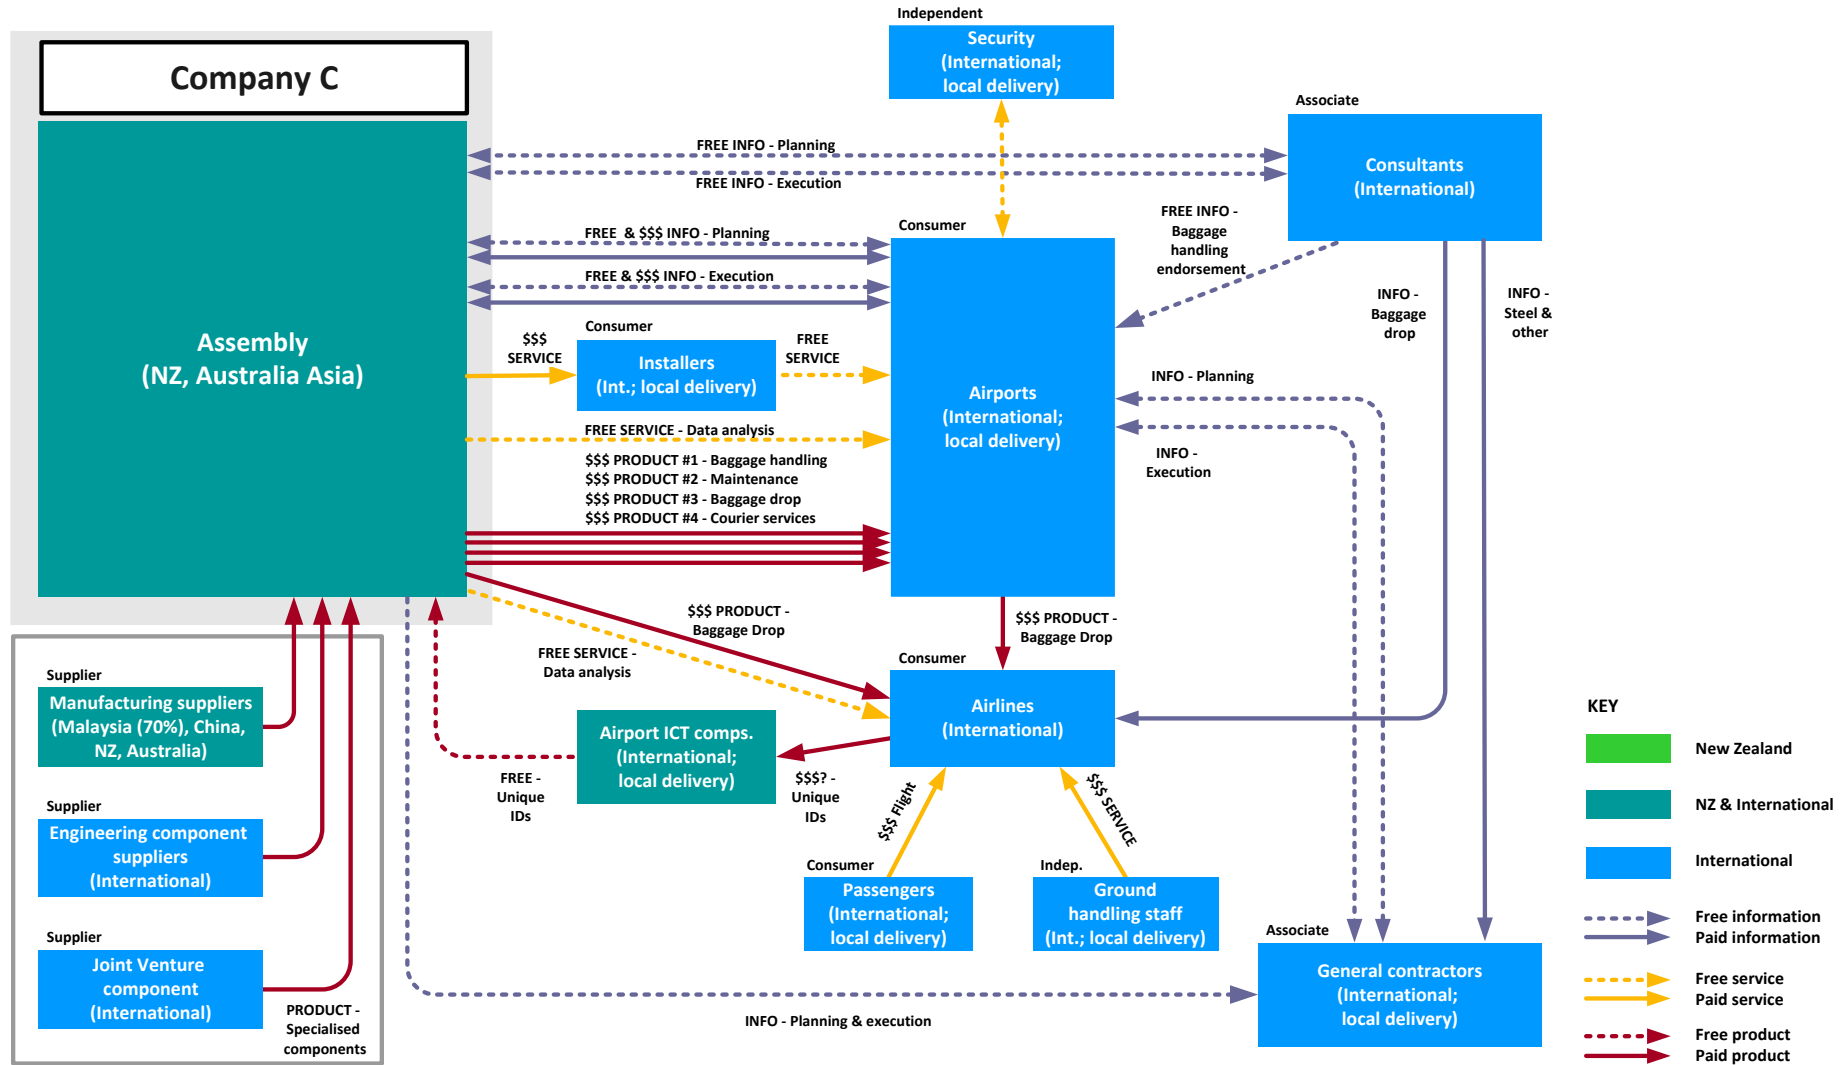 Company C
Assembly
(NZ, Australia Asia)
Independent
Security
(International;
local delivery)
Associate
Consultants
(International)
FREE INFO - Planning
FREE INFO - Execution
Consumer
FREE  & $$$ INFO - Planning
FREE & $$$ INFO - Execution
FREE INFO -
Baggage
handling
endorsement
INFO -
Baggage
drop
INFO -
Steel &
other
$$$
SERVICE
Consumer
Installers
(Int.; local delivery)
FREE
SERVICE
Airports
(International;
local delivery)
INFO - Planning
INFO -
Execution
FREE SERVICE - Data analysis
$$$ PRODUCT #1 - Baggage handling
$$$ PRODUCT #2 - Maintenance
$$$ PRODUCT #3 - Baggage drop
$$$ PRODUCT #4 - Courier services
$$$ PRODUCT -
Baggage Drop
FREE SERVICE -
Data analysis
$$$ PRODUCT -
Baggage Drop
Consumer
Airlines
(International)
Supplier
Manufacturing suppliers
(Malaysia (70%), China,
NZ, Australia)
Airport ICT comps.
(International;
local delivery)
FREE -
Unique
IDs
$$$? -
Unique
IDs
$$$ Flight
$$$ SERVICE
Supplier
Engineering component
suppliers
(International)
Consumer
Passengers
(International;
local delivery)
Indep.
Ground
handling staff
(Int.; local delivery)
Supplier
Joint Venture
component
(International)
PRODUCT -
Specialised
components
INFO - Planning & execution
Associate
General contractors
(International;
local delivery)
KEY
New Zealand
NZ & International
International
Free information
Paid information
Free service
Paid service
Free product
Paid product